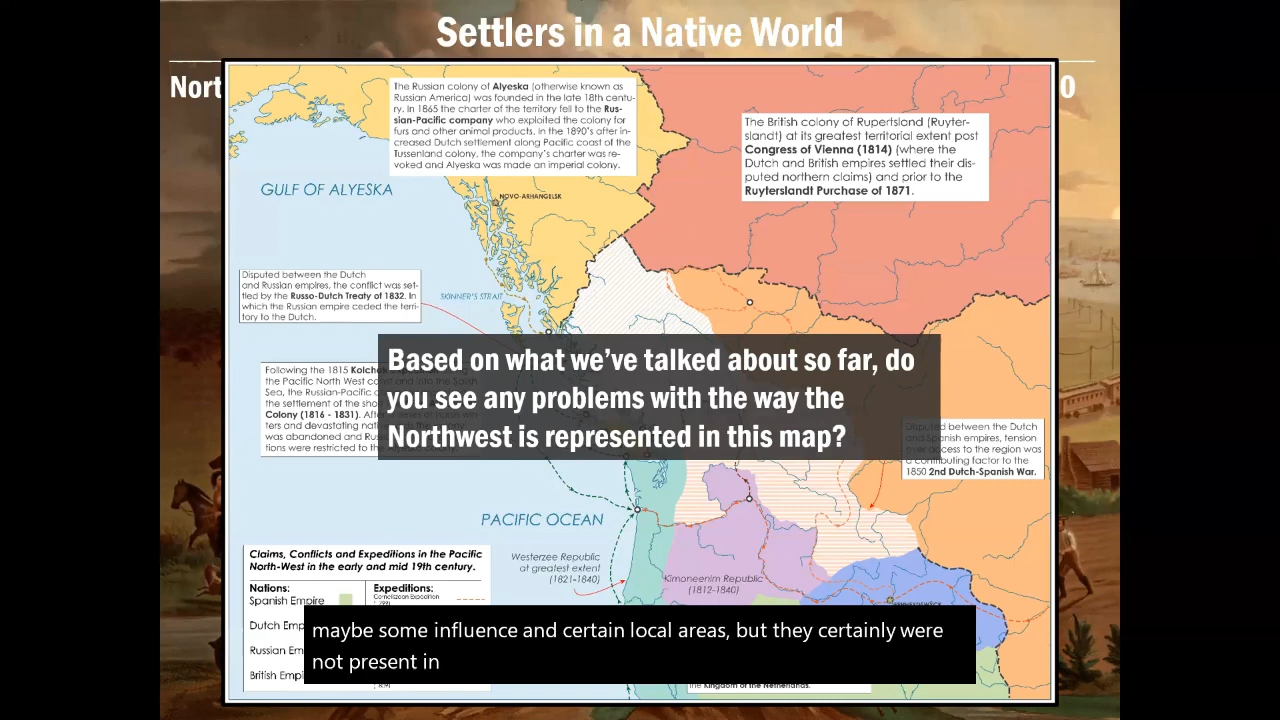 Settlers in a Native World
Nort
0
The Russian colony of Alyeska (otherwise known as
Russian America) was founded in the late 18th centu-
ry. In 1865 the charter of the territory fell to the Rus-
sian-Pacific company who exploited the colony for
furs and other animal products. In the 1890's after in-
creased Dutch settlement along Pacific coast of the
Tussenland colony, the company's charter was re-
voked and Alyeska was made an imperial colony.
The British colony of Rupertsland (Ruyter-
slandt) at its greatest territorial extent post
Congress of Vienna (1814) (where the
Dutch and British empires settled their dis-
puted northern claims) and prior to the
Ruyterslandt Purchase of 1871.
GULF OF ALYESKA
NOVO-ARHANGELSK
Disputed between the Dutch
and Russian empires, the conflict was set-
tled by the Russo-Dutch Treaty of 1832. In
which the Russian empire ceded the terri-
tory to the Dutch.
SKINNER'S STRAIT
Based on what we've talked about so far, do
you see any problems with the way the
Northwest is represented in this map?
Following the 1815 Kolchak
the Pacific North West
Sea, the Russian-Pacific
the settlement of the
Colony (1816 - 1831).
ters and devastating
was abandoned and
tions were restricted to
Disputed between the Dutch
and Spanish empires, tension
over access to the region was
a contributing factor to the
1850 2nd Dutch-Spanish War.
PACIFIC OCEAN
Westerzee Republic
at greatest extent
(1821-1840)
Kimoneenim Republic
(1812-1840)
Claims, Conflicts and Expeditions in the Pacific
North-West in the early and mid 19th century.
Nations:
Expeditions:
Spanish Empire
Dutch Emp
Russian Em
British Empi
maybe some influence and certain local areas, but they certainly were
not present in
the Kingdom of the Netherlands.